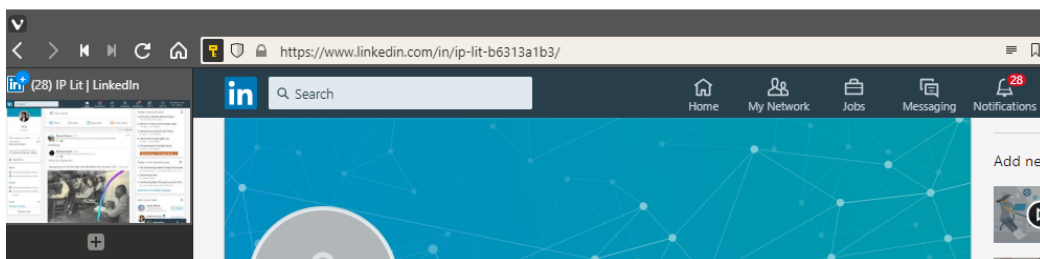 https://www.linkedin.com/in/ip-lit-b6313a1b3/
(28) IP Lit | LinkedIn
in
Search
Home
My Network
Jobs
Messaging
28
Notifications
Add ne